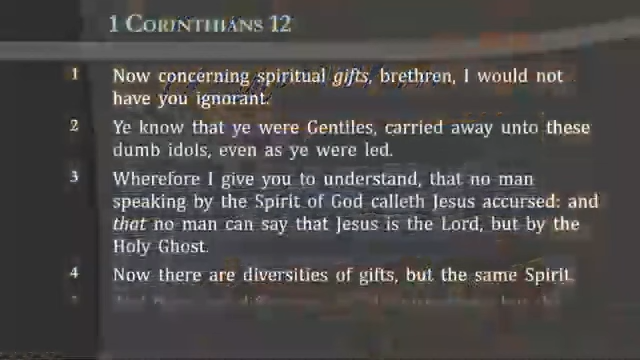 1 CORINTHIANS 12
1 Now concerning spiritual gifts, brethren, I would not
have you ignorant.
2 Ye know that ye were Gentiles, carried away unto these
dumb idols, even as ye were led.
3 Wherefore I give you to understand, that no man
speaking by the Spirit of God calleth Jesus accursed: and
that no man can say that Jesus is the Lord, but by the
Holy Ghost.
4 Now there are diversities of gifts, but the same Spirit.